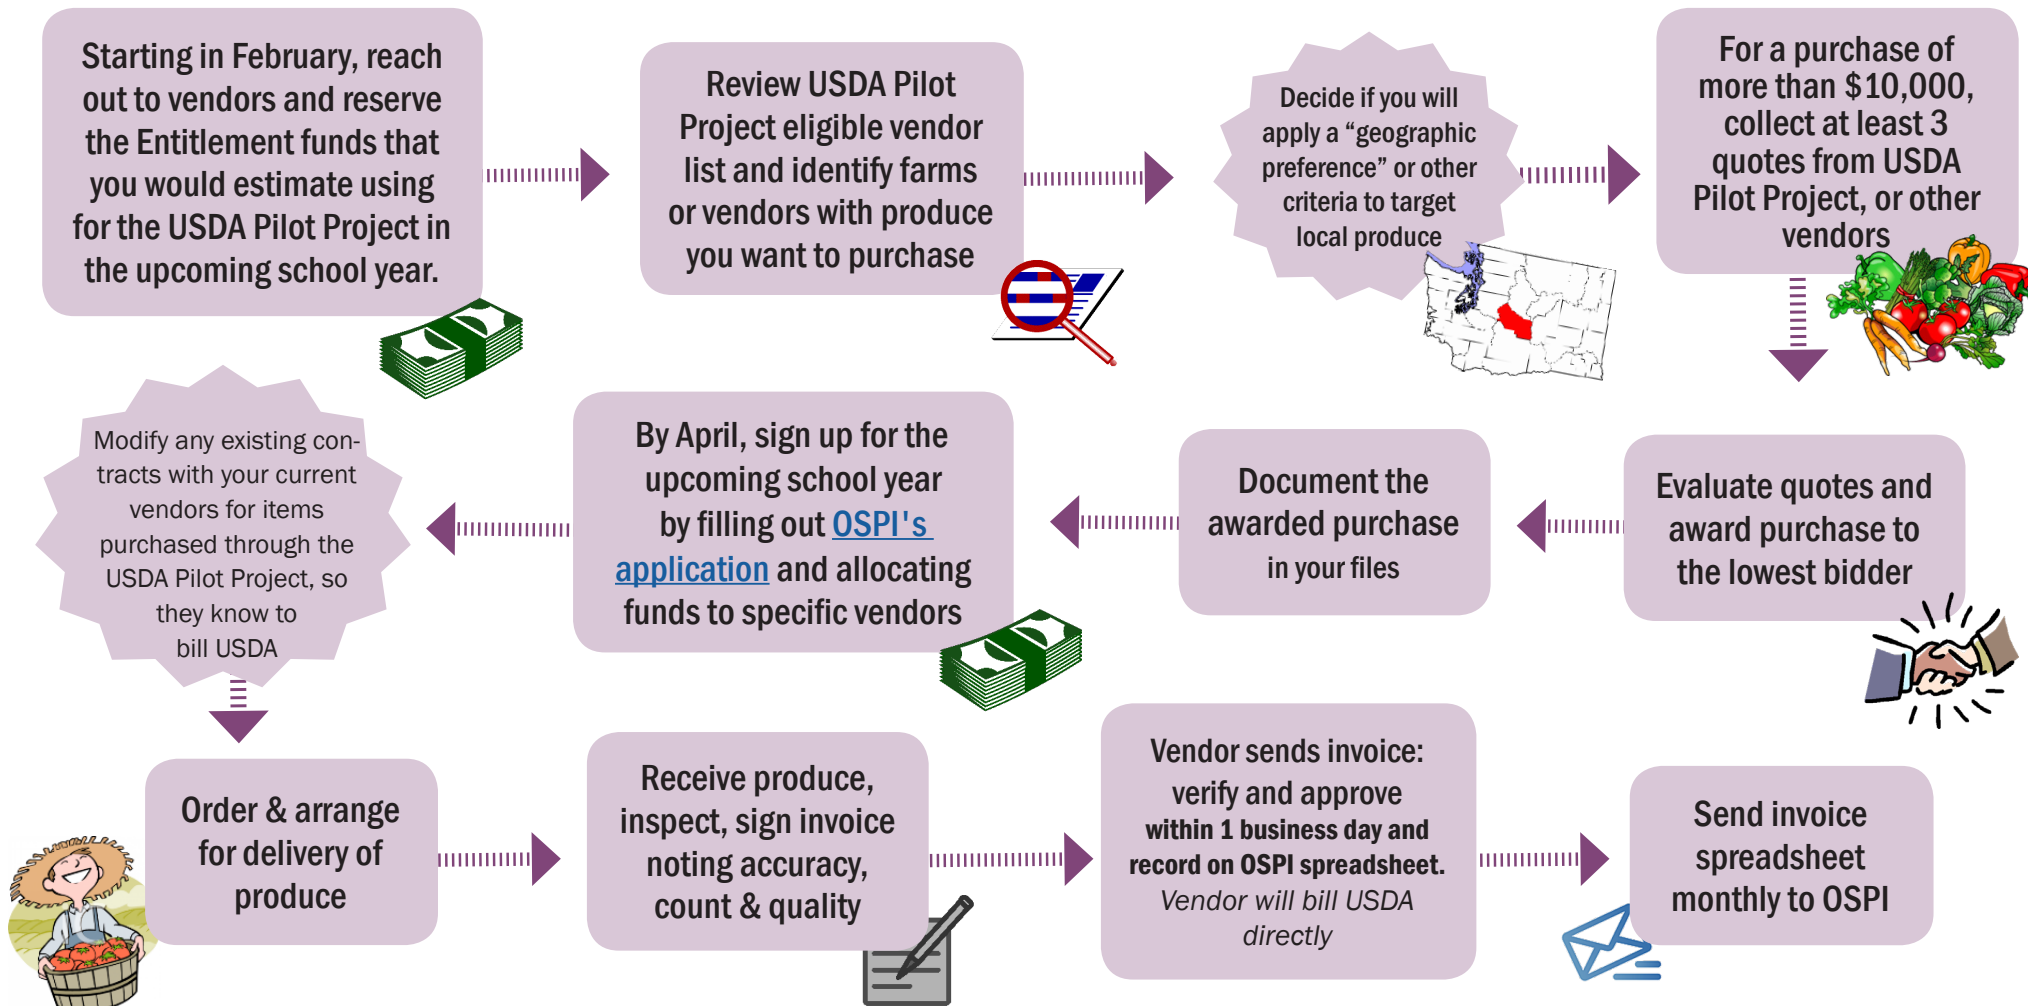 Starting in February, reach
out to vendors and reserve
the Entitlement funds that
you would estimate using
for the USDA Pilot Project in
the upcoming school year.
Review USDA Pilot
Project eligible vendor
list and identify farms
or vendors with produce
you want to purchase
Decide if you will
apply a “geographic
preference” or other
criteria to target
local produce
For a purchase of
more than $10,000,
collect at least 3
quotes from USDA
Pilot Project, or other
vendors
Evaluate quotes and
award purchase to
the lowest bidder
Document the
awarded purchase
in your files
By April, sign up for the
upcoming school year
by filling out OSPI's
application and allocating
funds to specific vendors
Modify any existing con-
tracts with your current
vendors for items
purchased through the
USDA Pilot Project, so
they know to
bill USDA
Order & arrange
for delivery of
produce
Receive produce,
inspect, sign invoice
noting accuracy,
count & quality
Vendor sends invoice:
verify and approve
within 1 business day and
record on OSPI spreadsheet.
Vendor will bill USDA
directly
Send invoice
spreadsheet
monthly to OSPI